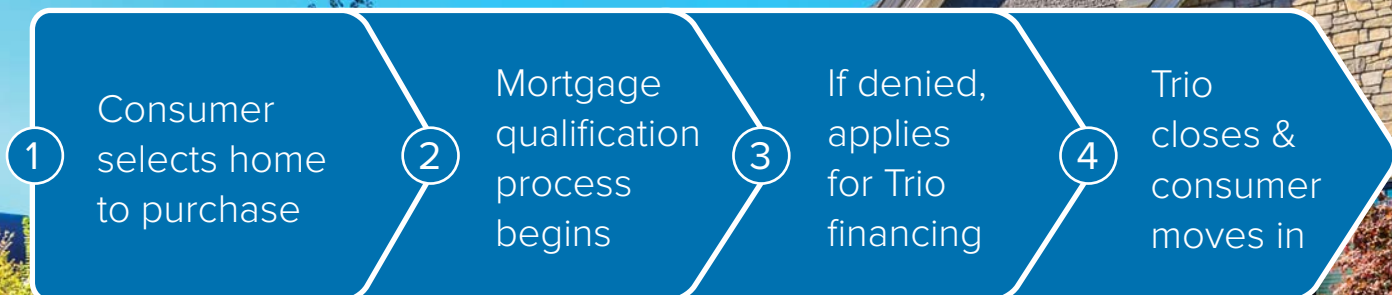 1
Consumer
selects home
to purchase
2
Mortgage
qualification
process
begins
3
If denied,
applies
for Trio
financing
4
Trio
closes &
consumer
moves in